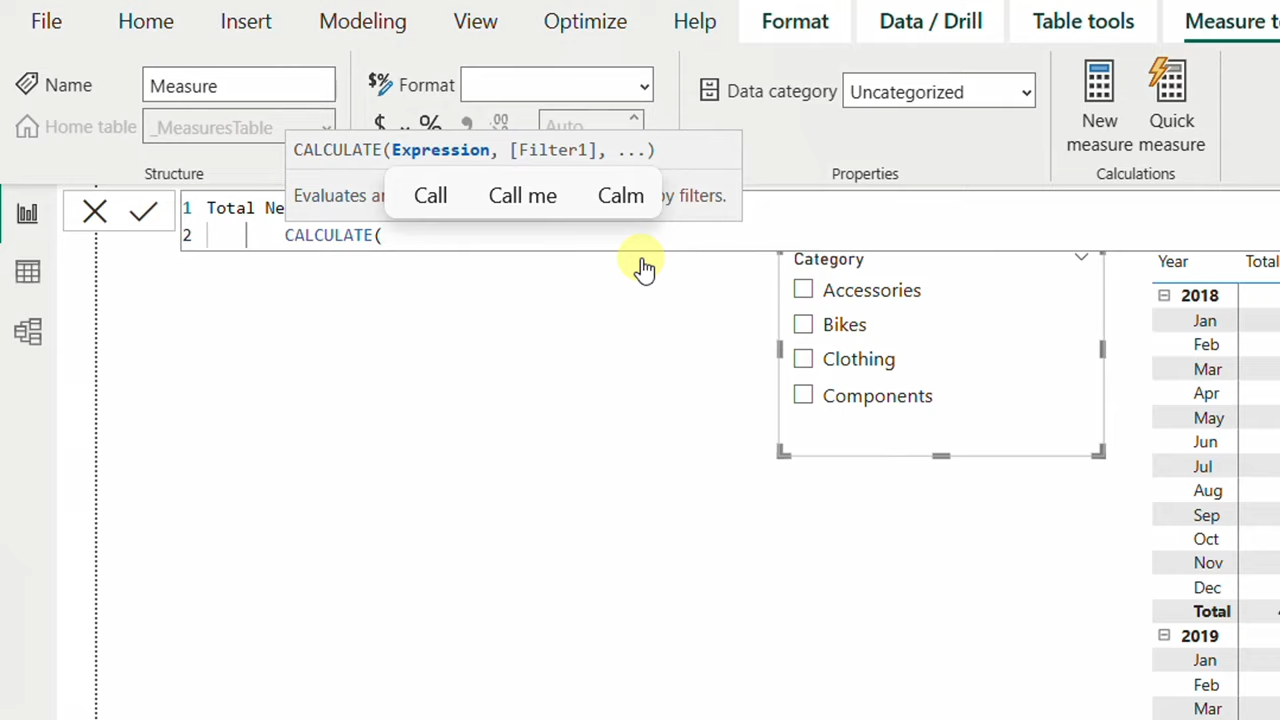 File Home Insert Modeling View Optimize Help Format Data / Drill Table tools Measure
Name Measure
Home table _MeasuresTable
Structure
$% Format
$ % , .00 Auto
Data category Uncategorized
Properties
New measure
Quick measure
Calculations
CALCULATE(Expression, [Filter1], ...)
Evaluates by filters.
Call Call me Calm
1 Total
2 CALCULATE(
Category
Accessories
Bikes
Clothing
Components
Year Total
2018
Jan
Feb
Mar
Apr
May
Jun
Jul
Aug
Sep
Oct
Nov
Dec
Total
2019
Jan
Feb
Mar